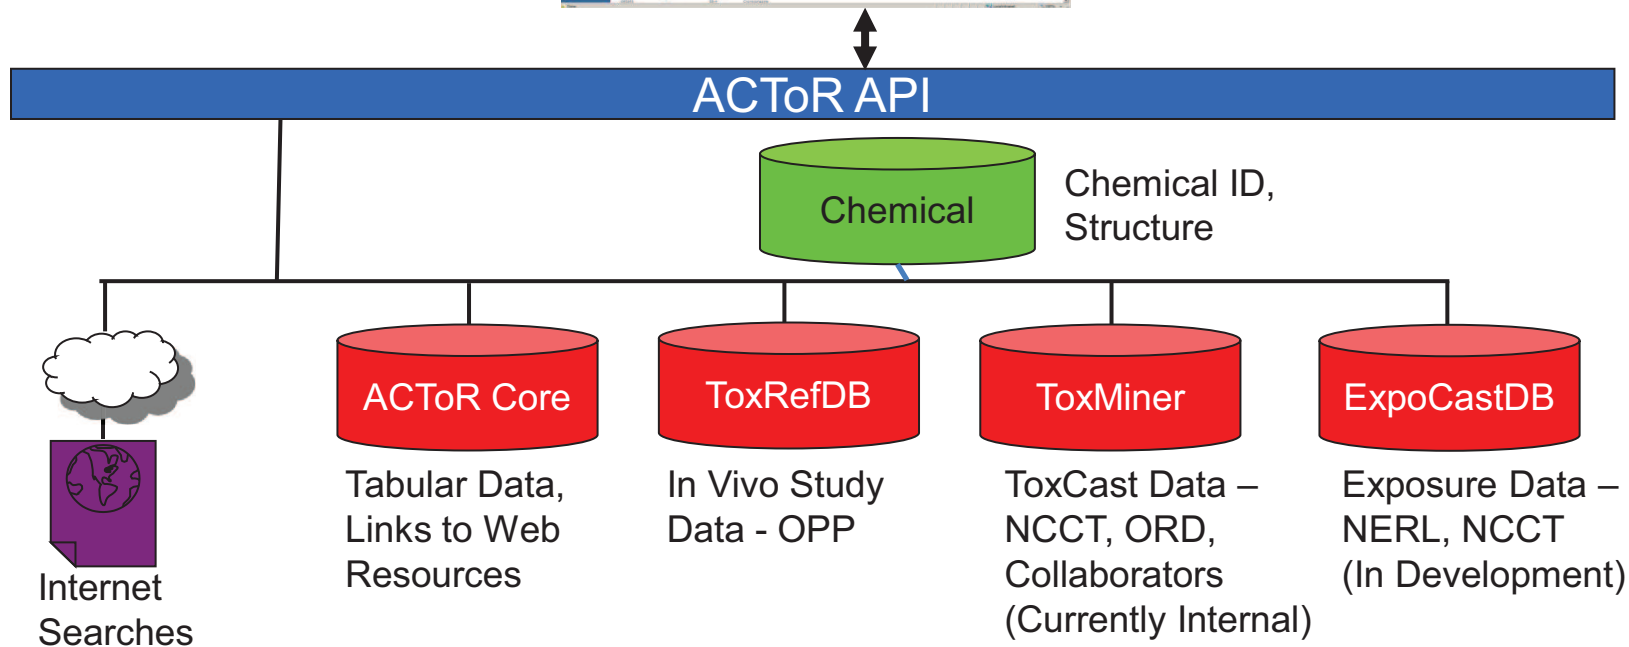 ACToR API
Chemical
Chemical ID,
Structure
ACToR Core
ToxRefDB
ToxMiner
ExpoCastDB
Tabular Data,
Links to Web
Resources
In Vivo Study
Data - OPP
ToxCast Data –
NCCT, ORD,
Collaborators
(Currently Internal)
Exposure Data –
NERL, NCCT
(In Development)
Internet
Searches